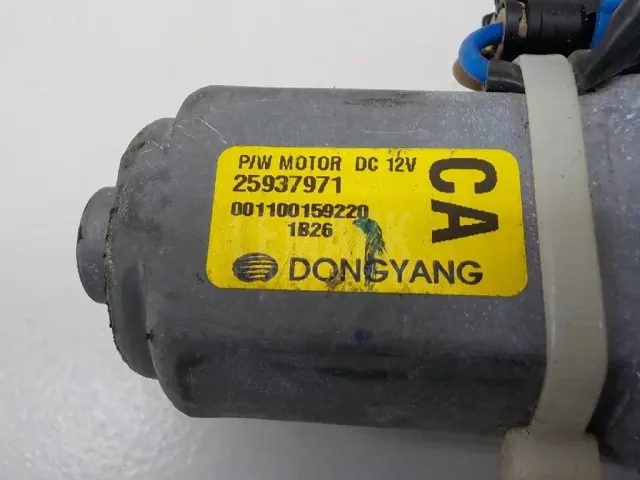 P/W MOTOR DC 12V
25937971
001100159220
1B26
DONGYANG
CA